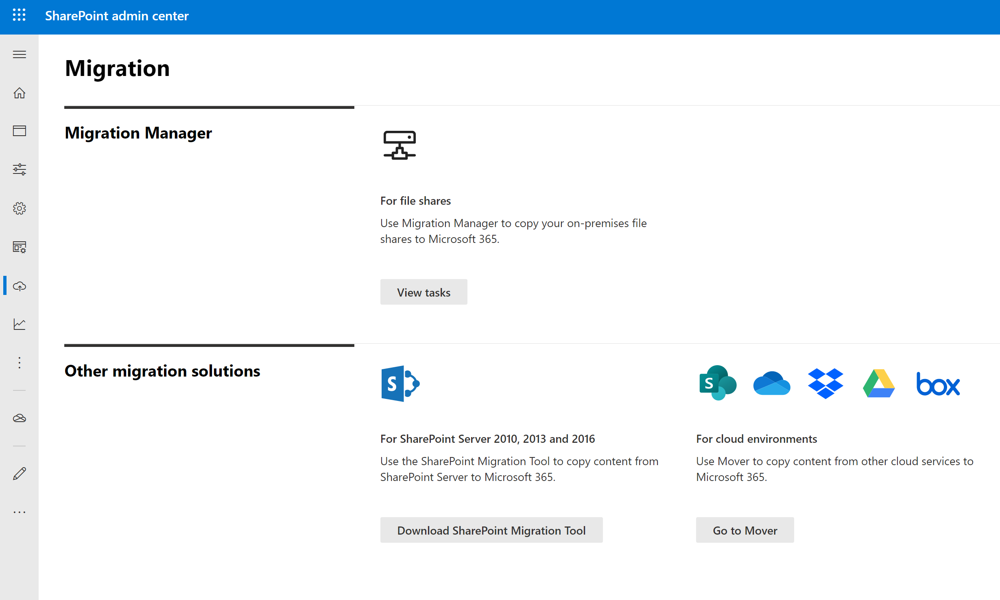 SharePoint admin center
Migration
Migration Manager
For file shares
Use Migration Manager to copy your on-premises file
shares to Microsoft 365.
View tasks
Other migration solutions
S
For SharePoint Server 2010, 2013 and 2016
Use the SharePoint Migration Tool to copy content from
SharePoint Server to Microsoft 365.
Download SharePoint Migration Tool
S
box
For cloud environments
Use Mover to copy content from other cloud services to
Microsoft 365.
Go to Mover